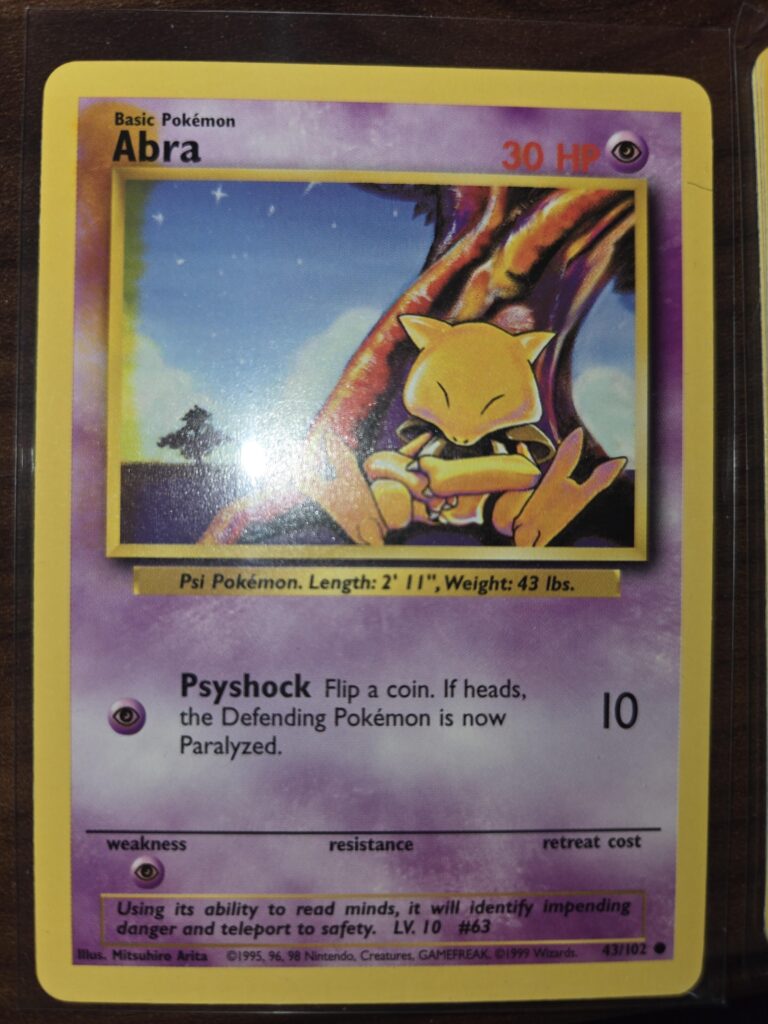 Basic Pokémon
Abra
30 HP
Psi Pokémon. Length: 2' 11", Weight: 43 lbs.
Psyshock Flip a coin. If heads,
the Defending Pokémon is now
Paralyzed.
10
weakness resistance retreat cost
Using its ability to read minds, it will identify impending
danger and teleport to safety. LV. 10 #63
Illus. Mitsuhiro Arita ©1995, 96, 98 Nintendo, Creatures, GAMEFREAK. ©1999 Wizards. 43/102